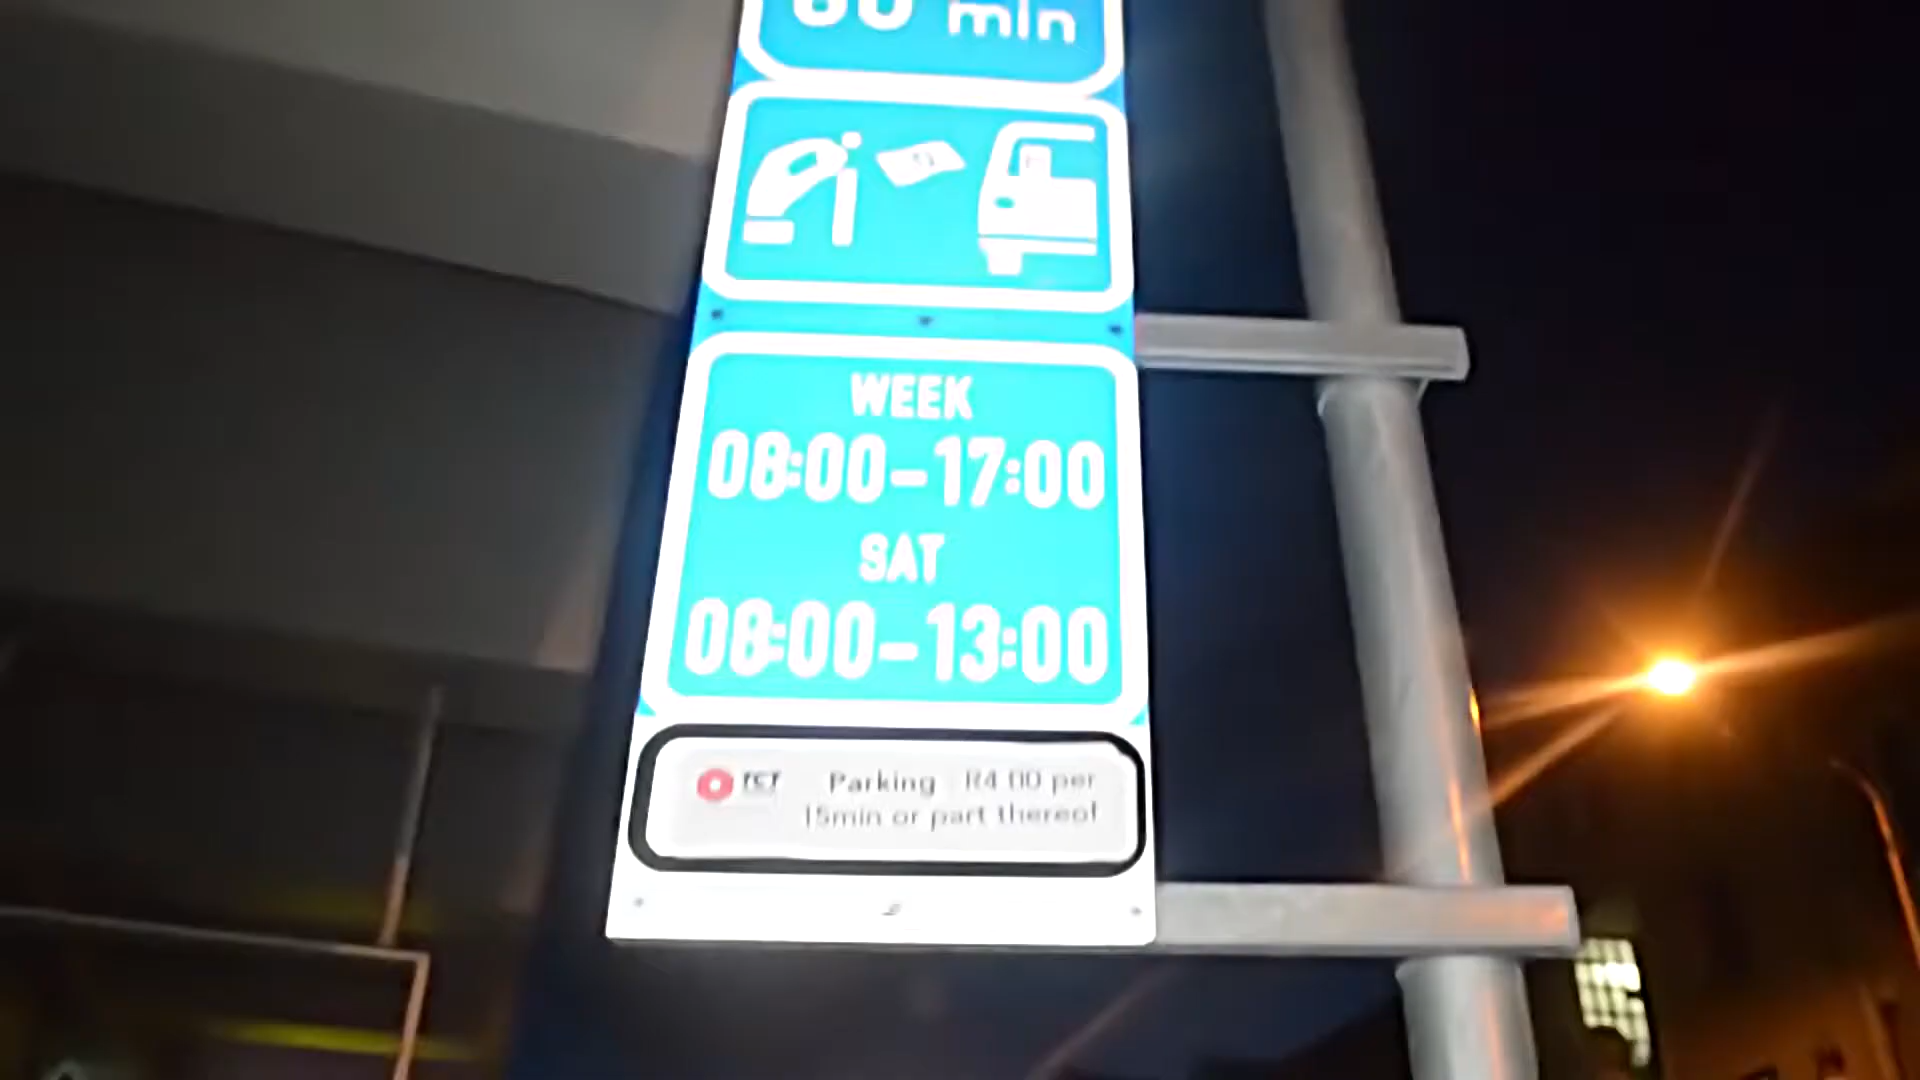 60 min
WEEK
08:00-17:00
SAT
08:00-13:00
Parking R4.00 per
15min or part thereof